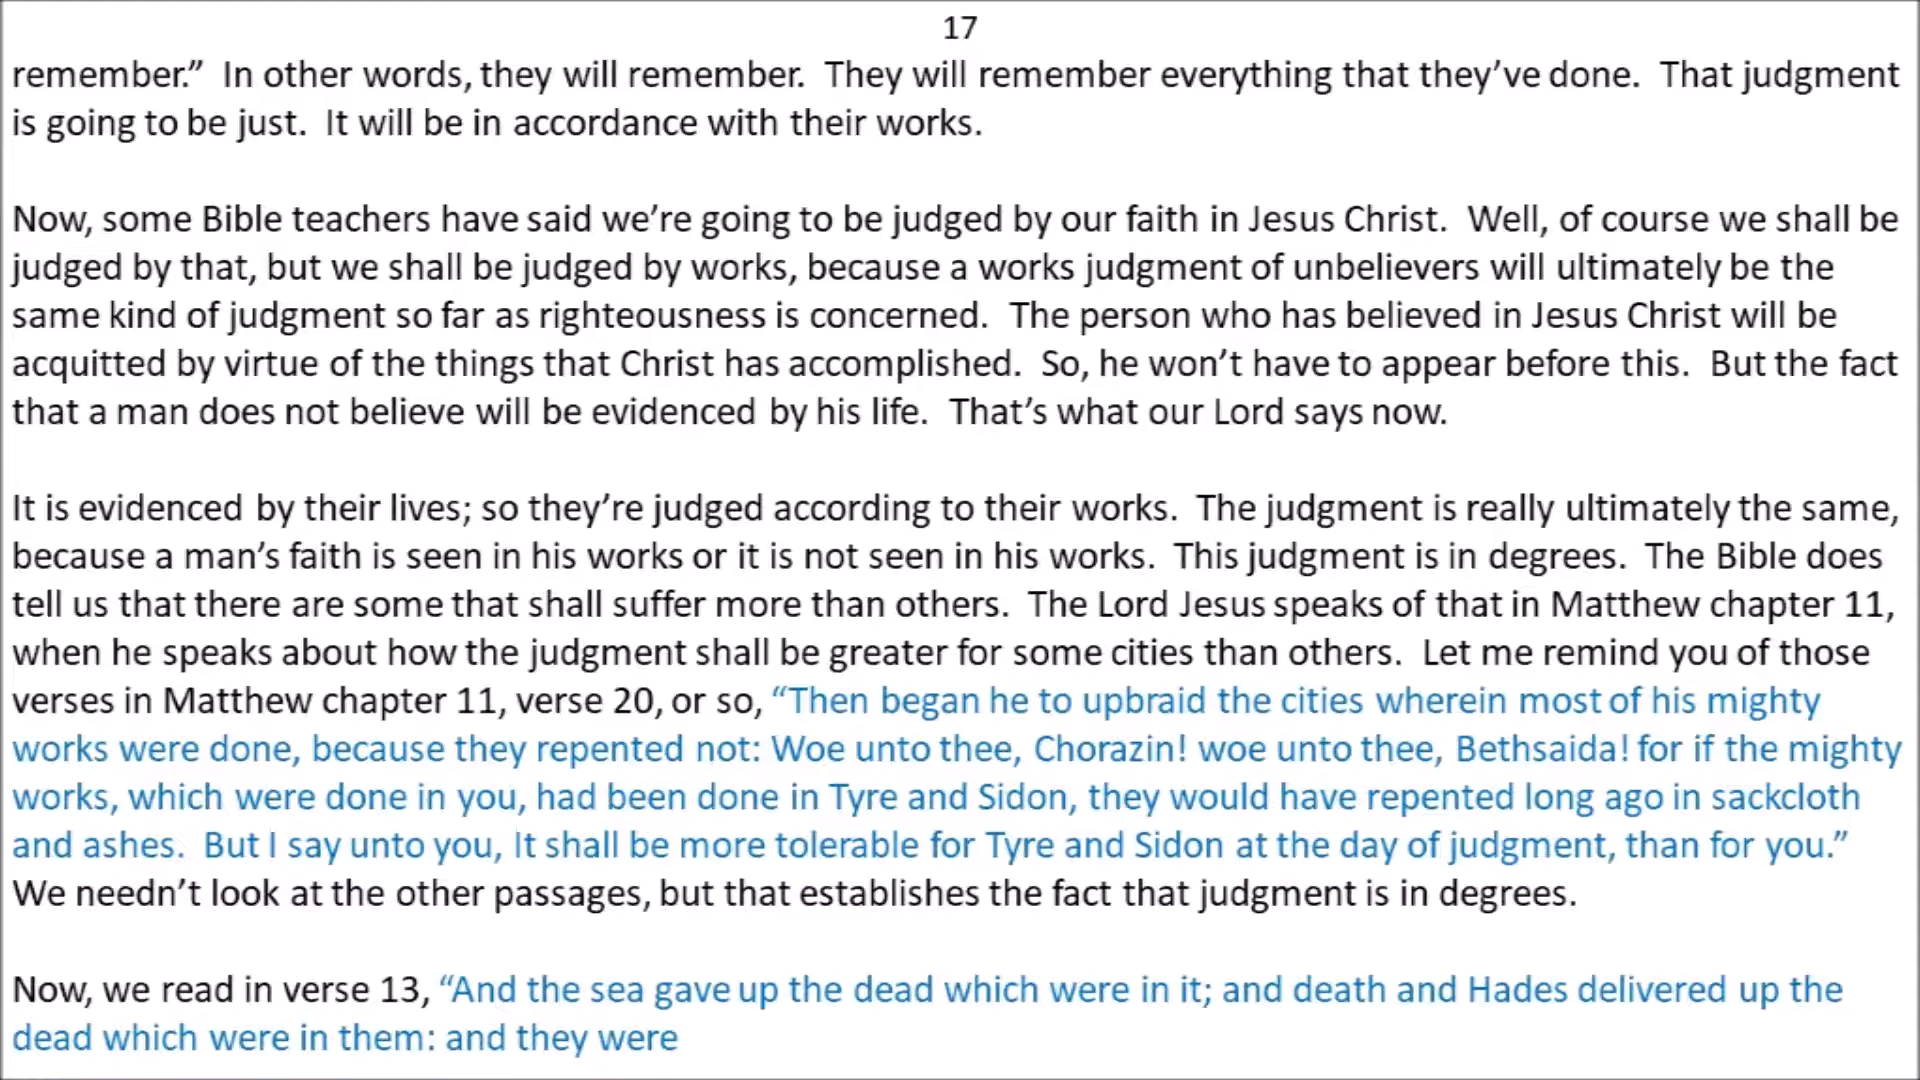 17
remember.” In other words, they will remember. They will remember everything that they’ve done. That judgment
is going to be just. It will be in accordance with their works.
Now, some Bible teachers have said we’re going to be judged by our faith in Jesus Christ. Well, of course we shall be
judged by that, but we shall be judged by works, because a works judgment of unbelievers will ultimately be the
same kind of judgment so far as righteousness is concerned. The person who has believed in Jesus Christ will be
acquitted by virtue of the things that Christ has accomplished. So, he won’t have to appear before this. But the fact
that a man does not believe will be evidenced by his life. That’s what our Lord says now.
It is evidenced by their lives; so they’re judged according to their works. The judgment is really ultimately the same,
because a man’s faith is seen in his works or it is not seen in his works. This judgment is in degrees. The Bible does
tell us that there are some that shall suffer more than others. The Lord Jesus speaks of that in Matthew chapter 11,
when he speaks about how the judgment shall be greater for some cities than others. Let me remind you of those
verses in Matthew chapter 11, verse 20, or so, “Then began he to upbraid the cities wherein most of his mighty
works were done, because they repented not: Woe unto thee, Chorazin! woe unto thee, Bethsaida! for if the mighty
works, which were done in you, had been done in Tyre and Sidon, they would have repented long ago in sackcloth
and ashes. But I say unto you, It shall be more tolerable for Tyre and Sidon at the day of judgment, than for you.”
We needn’t look at the other passages, but that establishes the fact that judgment is in degrees.
Now, we read in verse 13, “And the sea gave up the dead which were in it; and death and Hades delivered up the
dead which were in them: and they were